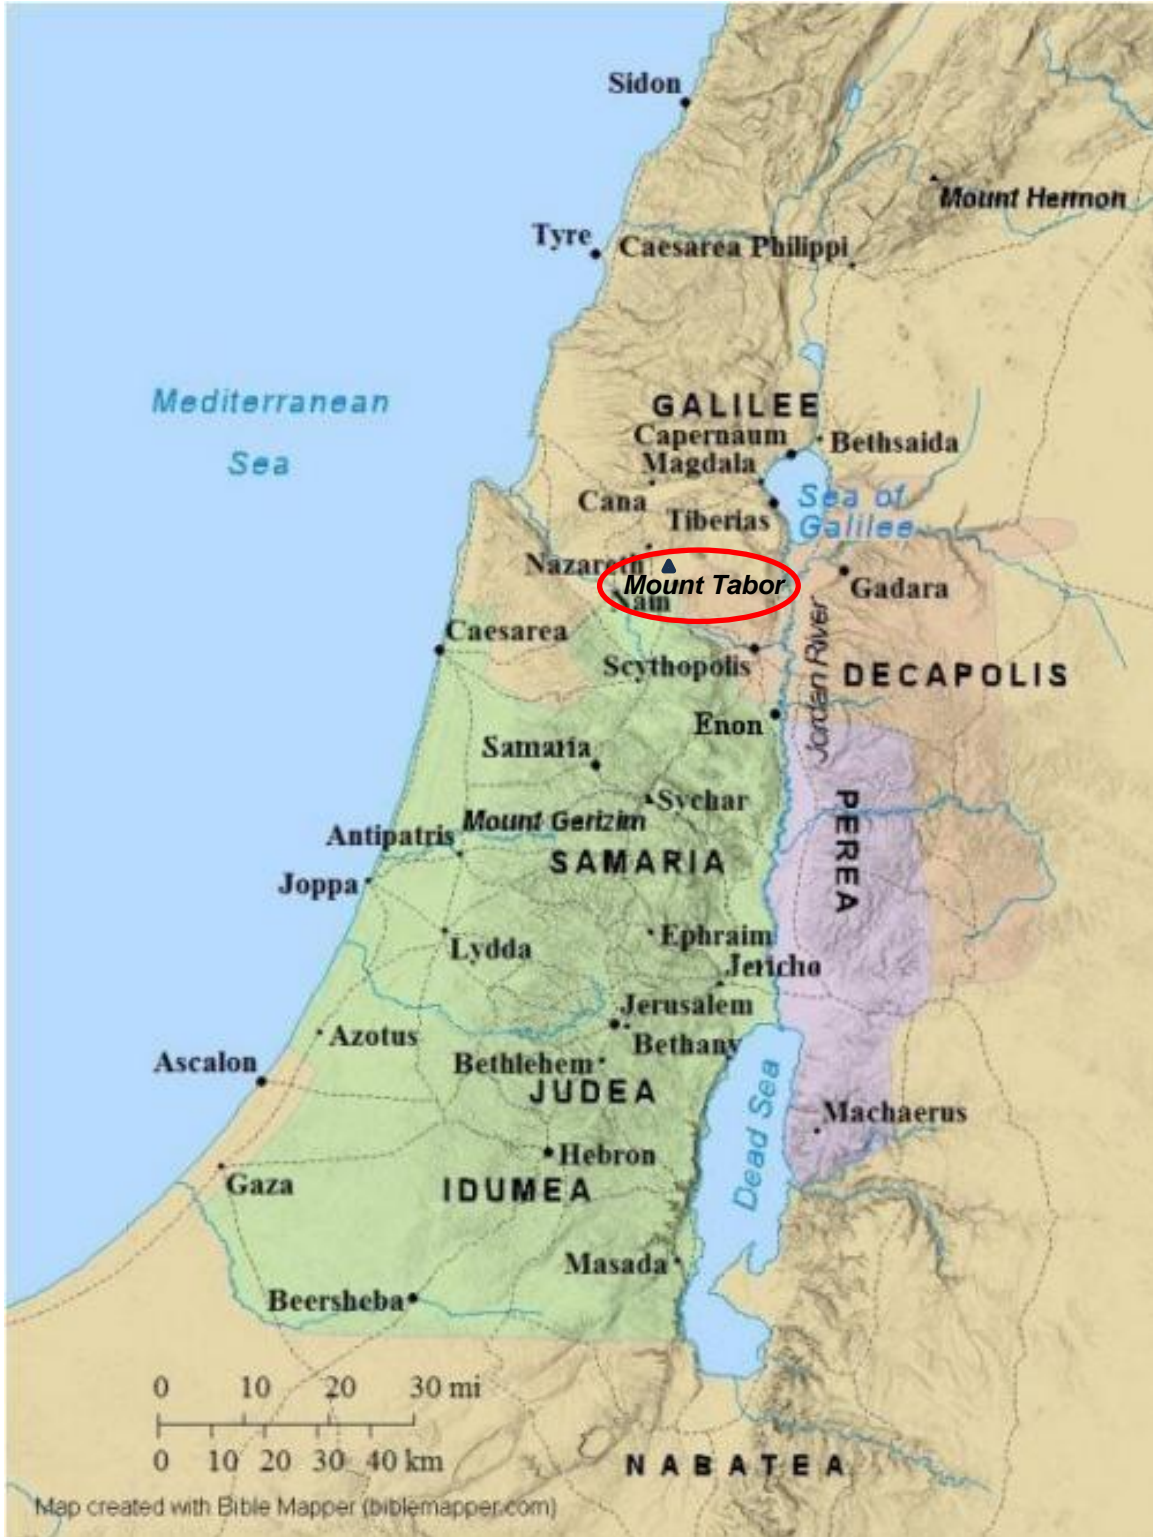 Sidon
Mount Hermon
Tyre
Caesarea Philippi
Mediterranean
Sea
GALILEE
Capernaum
Bethsaida
Magdala
Cana
Sea of
Galilee
Tiberias
Nazareth
Mount Tabor
Nain
Gadara
Caesarea
Scythopolis
Jordan River
DECAPOLIS
Enon
Samaria
Sychar
PEREA
Mount Gerizim
Antipatris
SAMARIA
Joppa
Ephraim
Lydda
Jericho
Jerusalem
Azotus
Bethany
Ascalon
Bethlehem
JUDEA
Dead Sea
Machaerus
Hebron
Gaza
IDUMEA
Masada
Beersheba
0 10 20 30 mi
0 10 20 30 40 km
NABATEA
Map created with Bible Mapper (biblemapper.com)